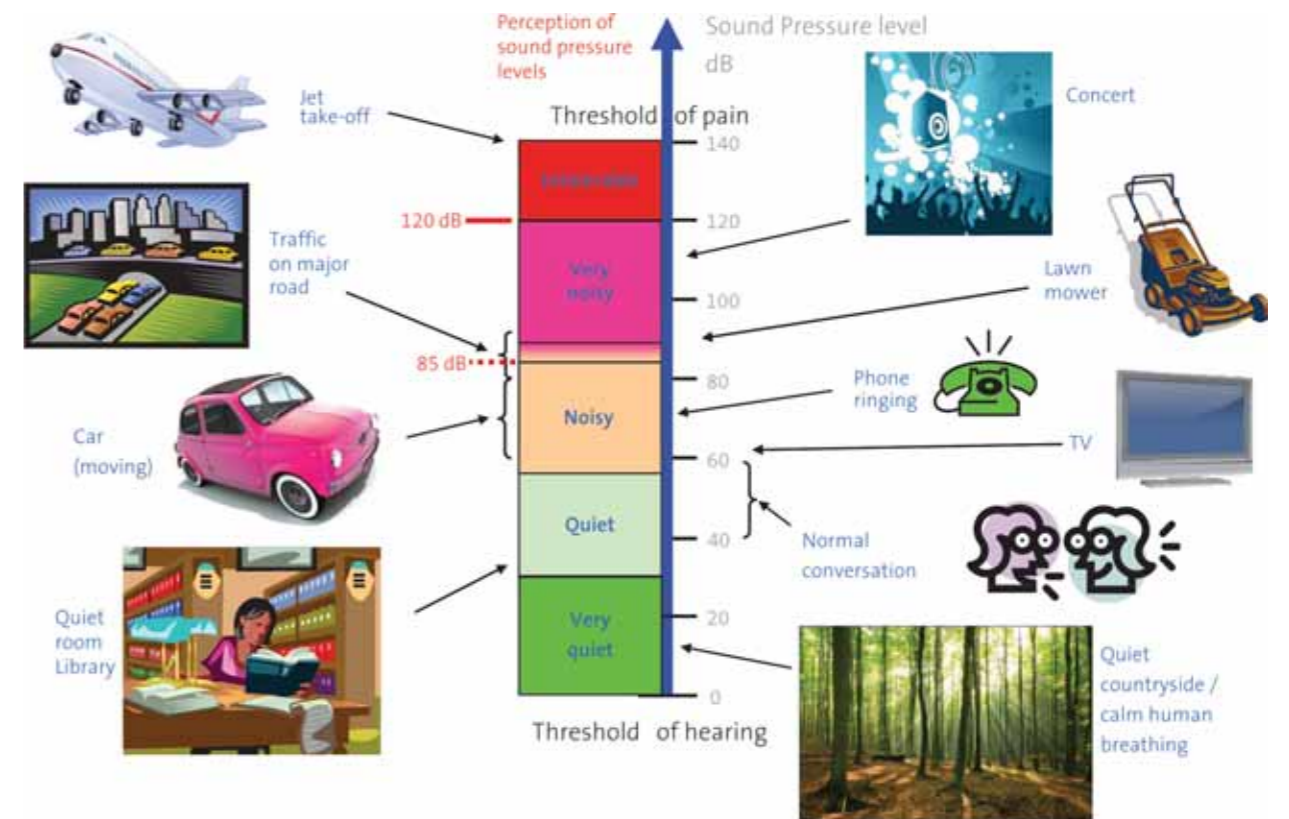 Perception of
sound pressure
levels
Sound Pressure level
dB
Jet
take-off
Threshold of pain
Concert
140
120 dB
120
Traffic
on major
road
Very
noisy
Lawn
mower
100
85 dB
80
Phone
ringing
Noisy
Car
(moving)
TV
60
Quiet
40
Normal
conversation
Quiet
room
Library
Very
quiet
20
Quiet
countryside /
calm human
breathing
0
Threshold of hearing